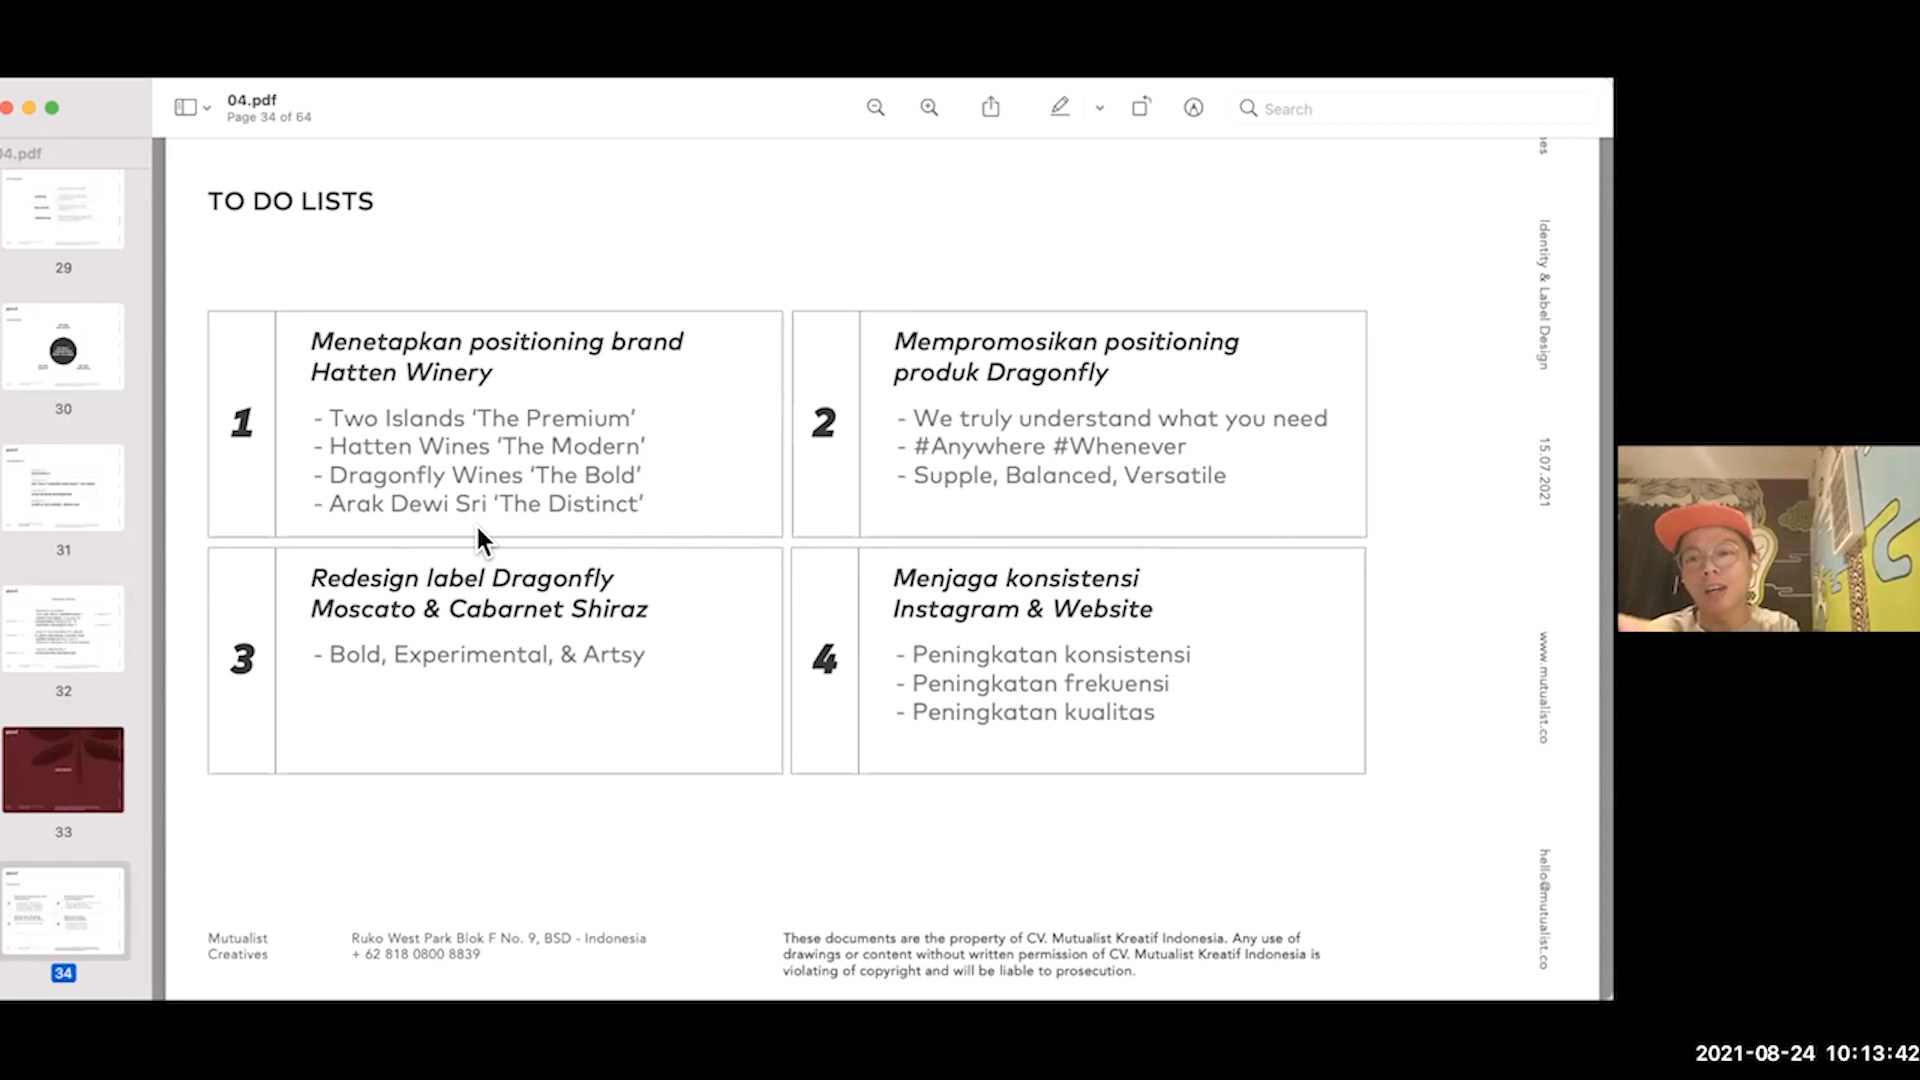 04.pdf
Page 34 of 64
Search
04.pdf
29
30
31
32
33
34
TO DO LISTS
1
Menetapkan positioning brand
Hatten Winery
- Two Islands ‘The Premium’
- Hatten Wines ‘The Modern’
- Dragonfly Wines ‘The Bold’
- Arak Dewi Sri ‘The Distinct’
2
Mempromosikan positioning
produk Dragonfly
- We truly understand what you need
- #Anywhere #Whenever
- Supple, Balanced, Versatile
3
Redesign label Dragonfly
Moscato & Cabarnet Shiraz
- Bold, Experimental, & Artsy
4
Menjaga konsistensi
Instagram & Website
- Peningkatan konsistensi
- Peningkatan frekuensi
- Peningkatan kualitas
Identity & Label Design
15.07.2021
www.mutualist.co
hello@mutualist.co
Mutualist
Creatives
Ruko West Park Blok F No. 9, BSD - Indonesia
+ 62 818 0800 8839
These documents are the property of CV. Mutualist Kreatif Indonesia. Any use of
drawings or content without written permission of CV. Mutualist Kreatif Indonesia is
violating of copyright and will be liable to prosecution.
2021-08-24 10:13:42